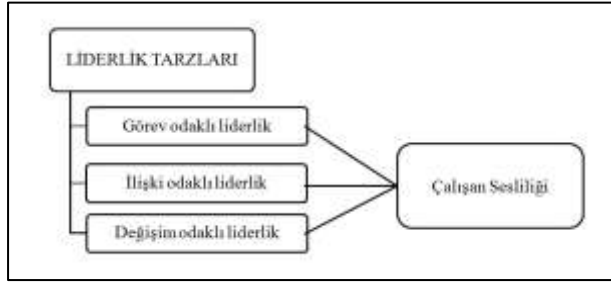 LİDERLİK TARZLARI
Görev odaklı liderlik
İlişki odaklı liderlik
Değişim odaklı liderlik
Çalışan Sesliliği